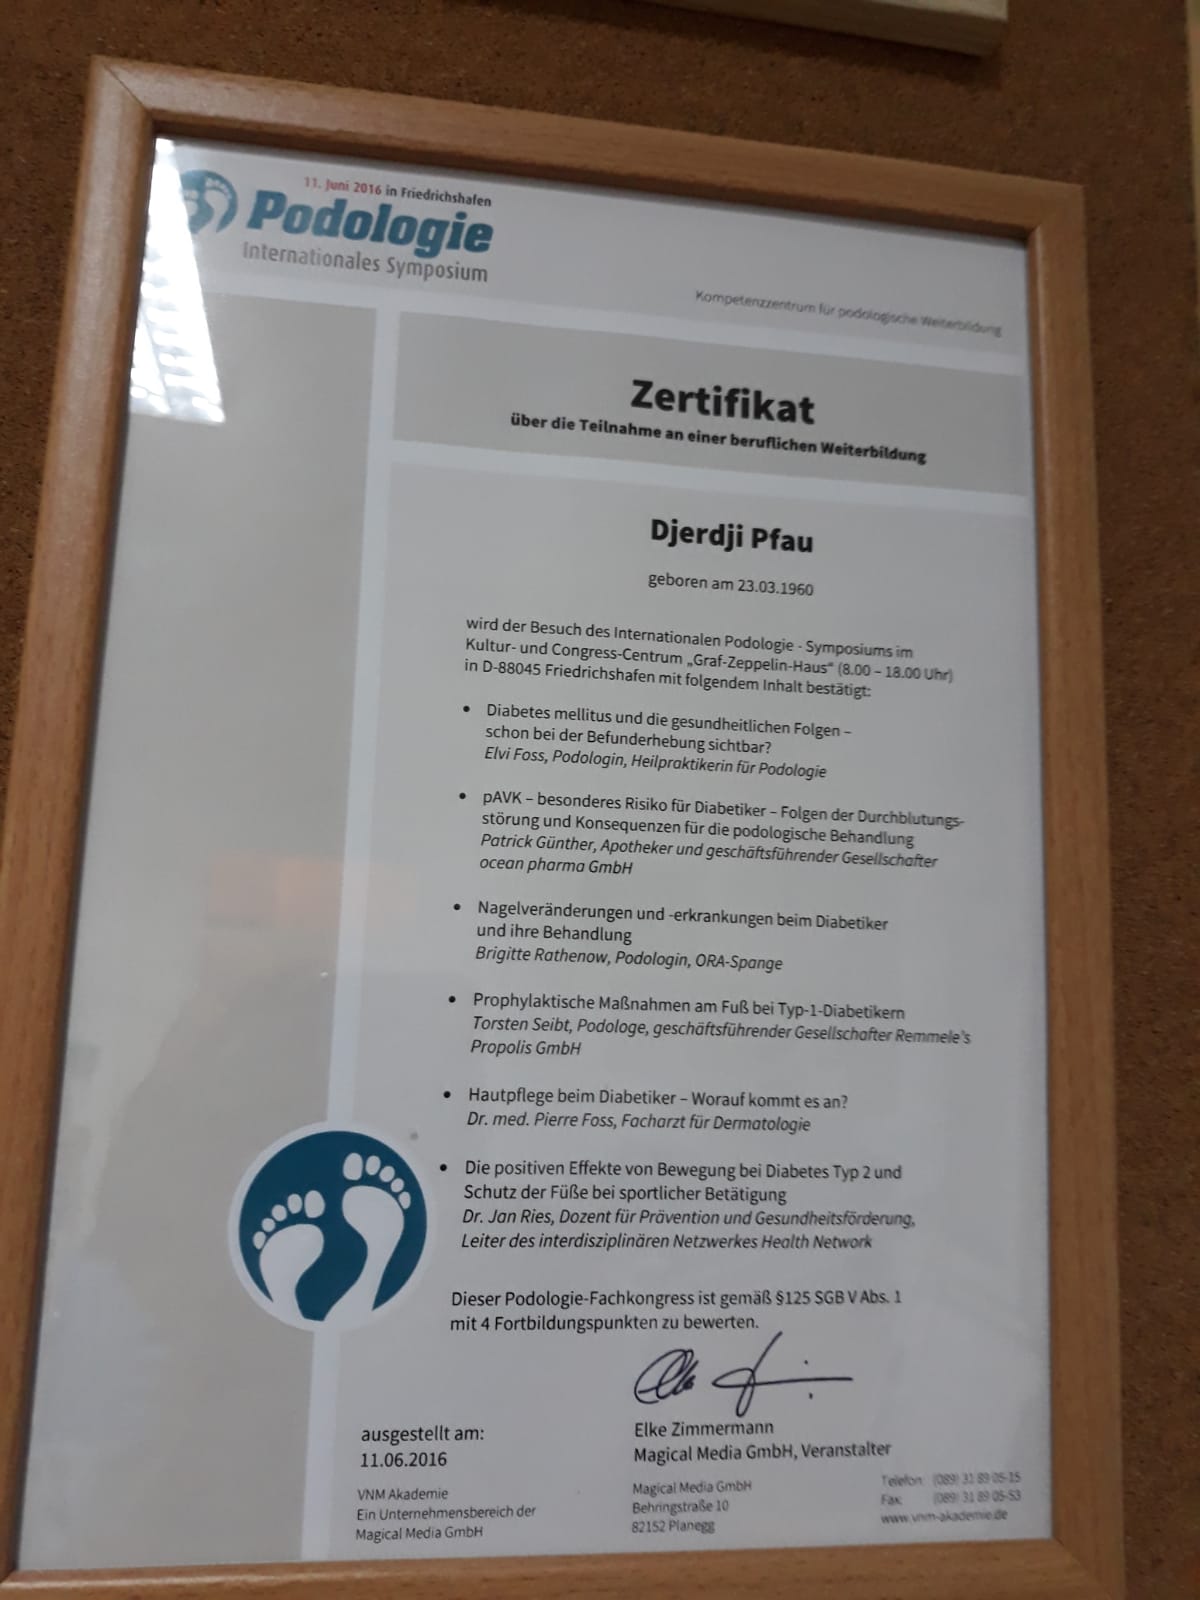 11. Juni 2016 in Friedrichshafen
Podologie
Internationales Symposium
Kompetenzzentrum für podologische Weiterbildung
Zertifikat
über die Teilnahme an einer beruflichen Weiterbildung
Djerdji Pfau
geboren am 23.03.1960
wird der Besuch des Internationalen Podologie - Symposiums im
Kultur- und Congress-Centrum „Graf-Zeppelin-Haus“ (8.00 – 18.00 Uhr)
in D-88045 Friedrichshafen mit folgendem Inhalt bestätigt:
• Diabetes mellitus und die gesundheitlichen Folgen –
schon bei der Befunderhebung sichtbar?
Elvi Foss, Podologin, Heilpraktikerin für Podologie
• pAVK – besonderes Risiko für Diabetiker – Folgen der Durchblutungs-
störung und Konsequenzen für die podologische Behandlung
Patrick Günther, Apotheker und geschäftsführender Gesellschafter
ocean pharma GmbH
• Nagelveränderungen und -erkrankungen beim Diabetiker
und ihre Behandlung
Brigitte Rathenow, Podologin, ORA-Spange
• Prophylaktische Maßnahmen am Fuß bei Typ-1-Diabetikern
Torsten Seibt, Podologe, geschäftsführender Gesellschafter Remmele's
Propolis GmbH
• Hautpflege beim Diabetiker – Worauf kommt es an?
Dr. med. Pierre Foss, Facharzt für Dermatologie
• Die positiven Effekte von Bewegung bei Diabetes Typ 2 und
Schutz der Füße bei sportlicher Betätigung
Dr. Jan Ries, Dozent für Prävention und Gesundheitsförderung,
Leiter des interdisziplinären Netzwerkes Health Network
Dieser Podologie-Fachkongress ist gemäß §125 SGB V Abs. 1
mit 4 Fortbildungspunkten zu bewerten.
ausgestellt am:
11.06.2016
Elke Zimmermann
Magical Media GmbH, Veranstalter
VNM Akademie
Ein Unternehmensbereich der
Magical Media GmbH
Magical Media GmbH
Behringstraße 10
82152 Planegg
Telefon: (089) 31 89 05-15
Fax: (089) 31 89 05-53
www.vnm-akademie.de